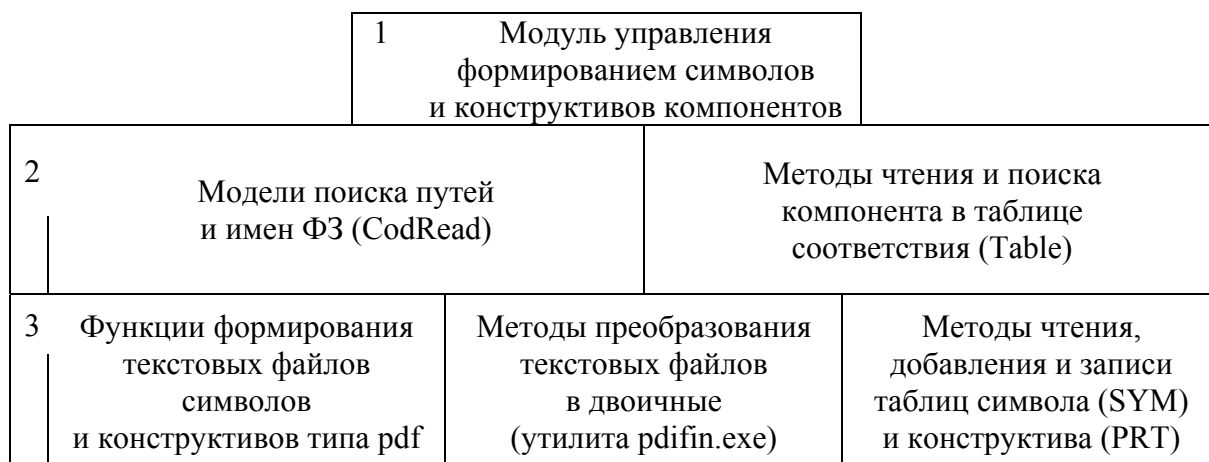 1 Модуль управления
формированием символов
и конструктивов компонентов
2
Модели поиска путей
и имен ФЗ (CodRead)
Методы чтения и поиска
компонента в таблице
соответствия (Table)
3 Функции формирования
текстовых файлов
символов
и конструктивов типа pdf
Методы преобразования
текстовых файлов
в двоичные
(утилита pdifin.exe)
Методы чтения,
добавления и записи
таблиц символа (SYM)
и конструктива (PRT)